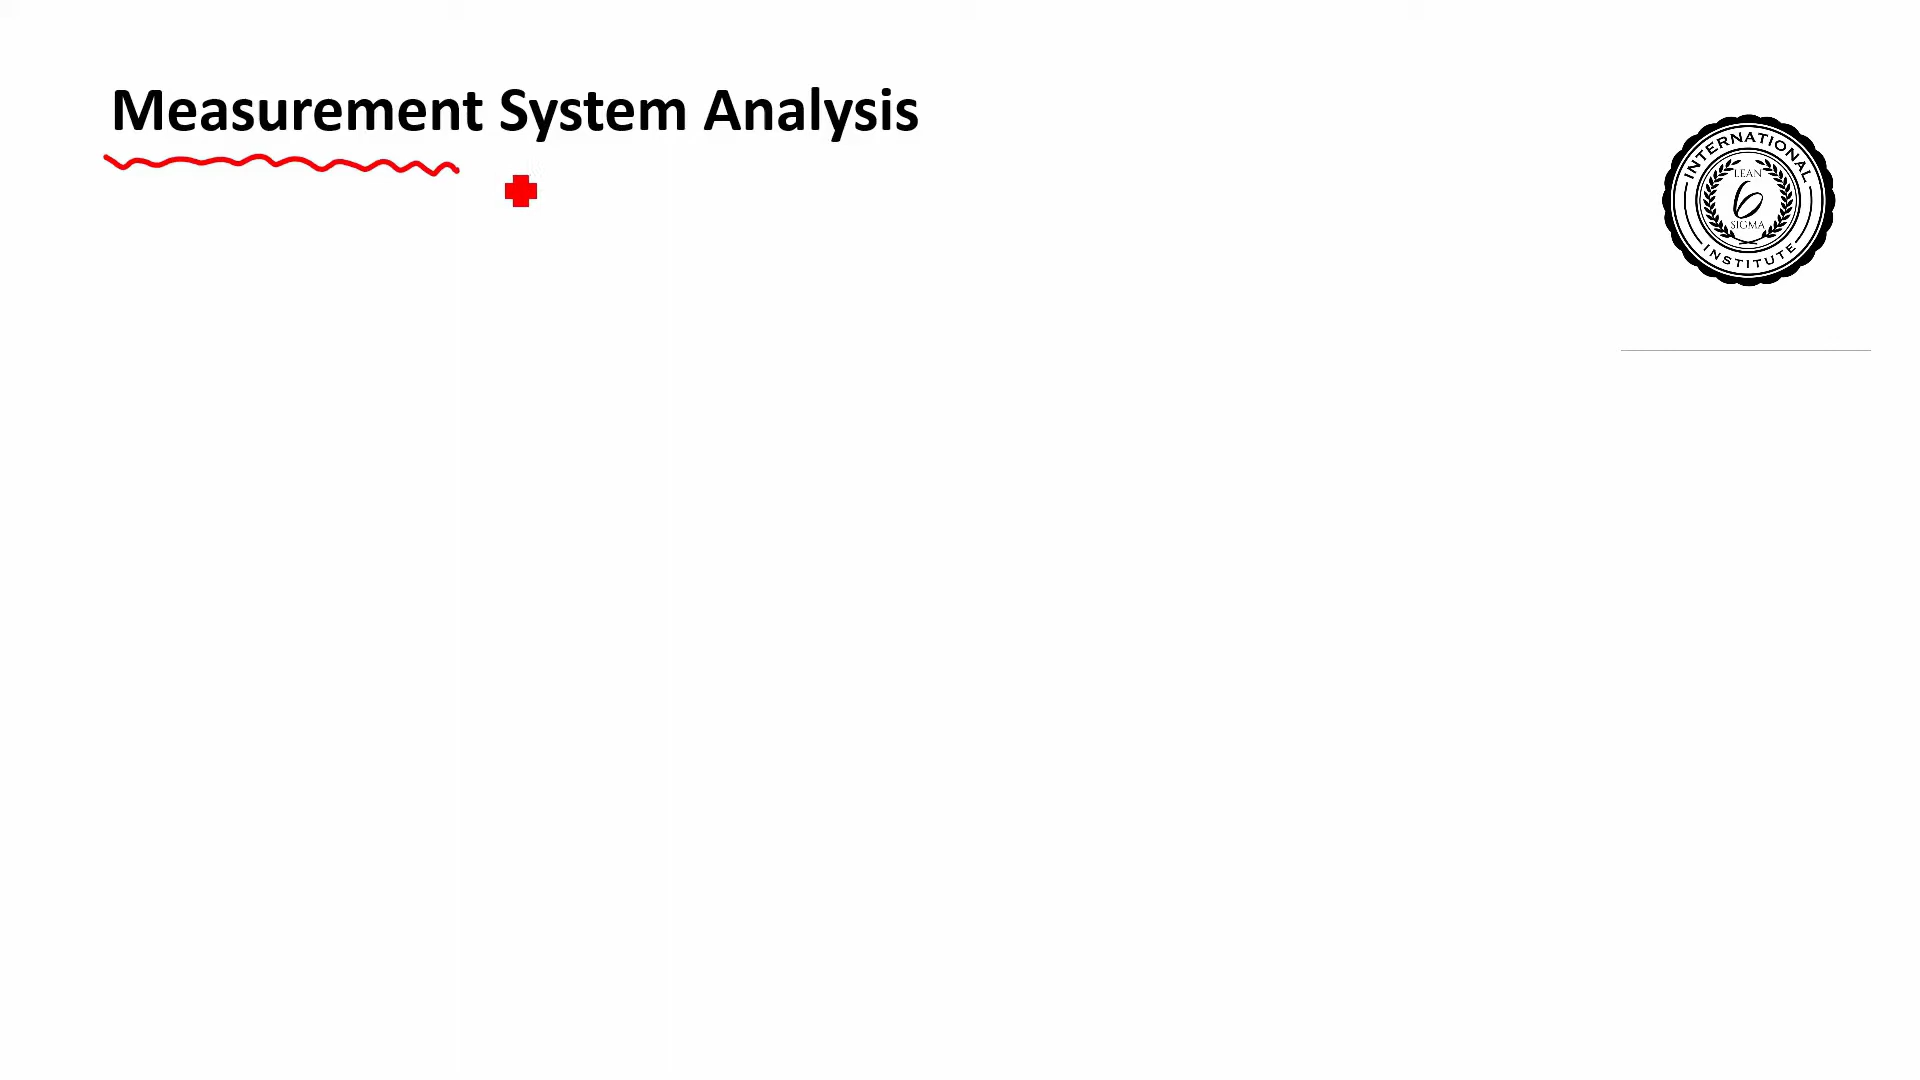 Measurement System Analysis
INTERNATIONAL
LEAN
6
SIGMA
INSTITUTE